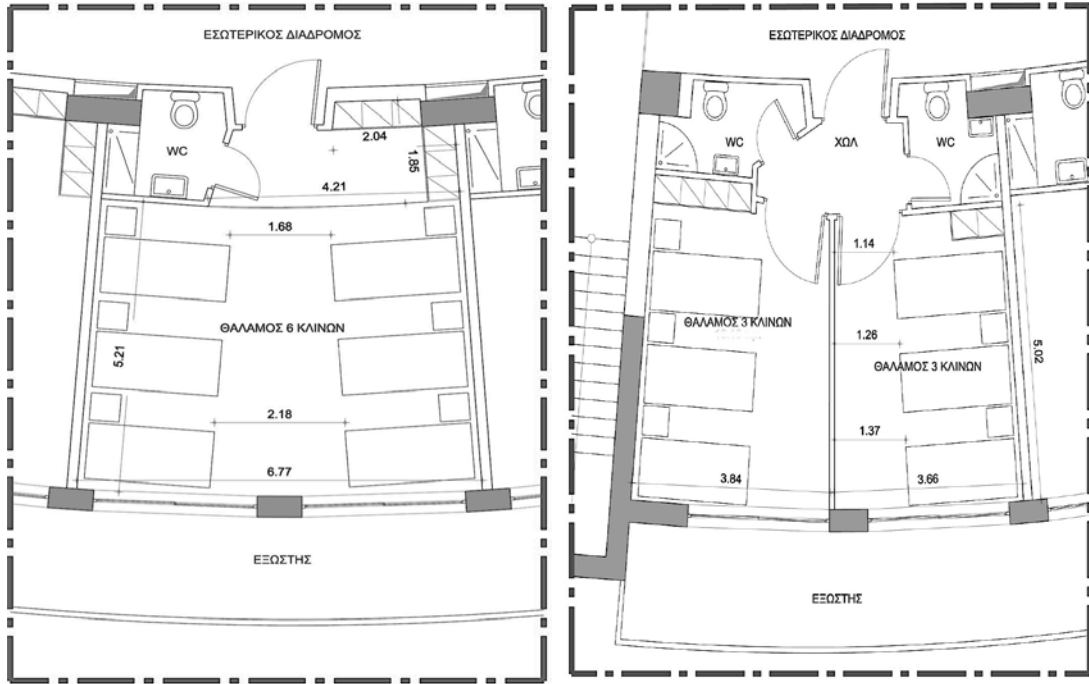 ΕΣΩΤΕΡΙΚΟΣ ΔΙΑΔΡΟΜΟΣ
2.04
WC
1.85
4.21
1.68
ΘΑΛΑΜΟΣ 6 ΚΛΙΝΩΝ
5.21
2.18
6.77
ΕΞΩΣΤΗΣ
ΕΣΩΤΕΡΙΚΟΣ ΔΙΑΔΡΟΜΟΣ
WC
ΧΩΛ
WC
1.14
ΘΑΛΑΜΟΣ 3 ΚΛΙΝΩΝ
1.26
5.02
ΘΑΛΑΜΟΣ 3 ΚΛΙΝΩΝ
1.37
3.84
3.66
ΕΞΩΣΤΗΣ